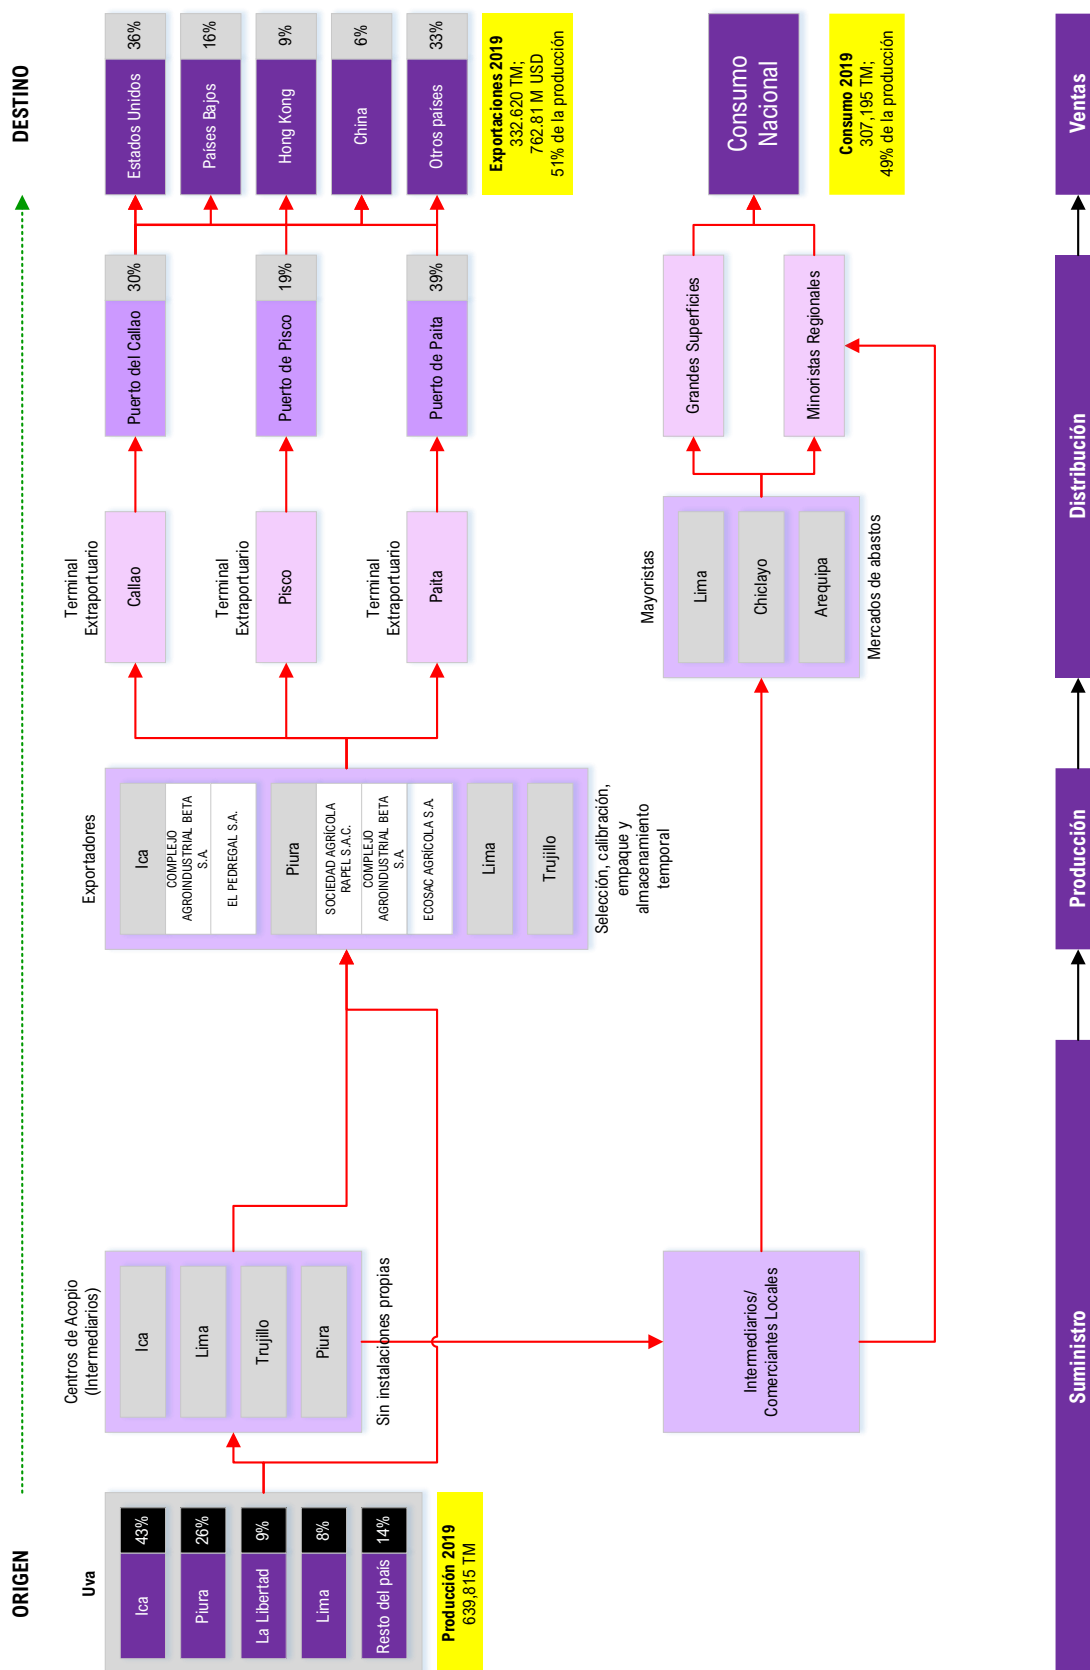 ORIGEN
DESTINO
Uva
Ica
43%
Piura
26%
La Libertad
9%
Lima
8%
Resto del país
14%
Producción 2019
639,815 TM
Centros de Acopio
(Intermediarios)
Ica
Lima
Trujillo
Piura
Sin instalaciones propias
Intermediarios/
Comerciantes Locales
Exportadores
Ica
COMPLEJO
AGROINDUSTRIAL BETA
S.A.
EL PEDREGAL S.A.
Piura
SOCIEDAD AGRÍCOLA
RAPEL S.A.C.
COMPLEJO
AGROINDUSTRIAL BETA
S.A.
ECOSAC AGRÍCOLA S.A.
Lima
Trujillo
Selección, calibración,
empaque y
almacenamiento
temporal
Terminal
Extraportuario
Callao
Terminal
Extraportuario
Pisco
Terminal
Extraportuario
Paita
Mayoristas
Lima
Chiclayo
Arequipa
Mercados de abastos
Puerto del Callao
30%
Puerto de Pisco
19%
Puerto de Paita
39%
Grandes Superficies
Minoristas Regionales
Estados Unidos
36%
Países Bajos
16%
Hong Kong
9%
China
6%
Otros países
33%
Exportaciones 2019
332.620 TM;
762.81 M USD
51% de la producción
Consumo
Nacional
Consumo 2019
307,195 TM;
49% de la producción
Suministro
Producción
Distribución
Ventas